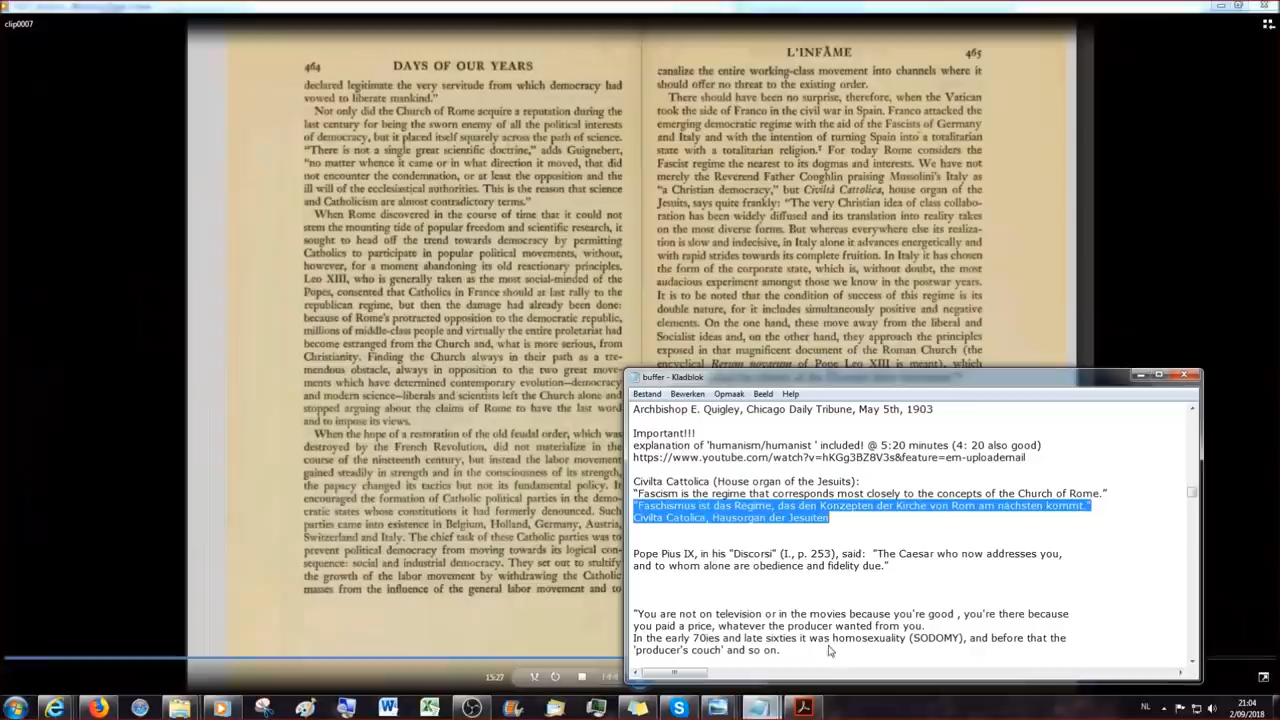 clip0007
464 DAYS OF OUR YEARS
declared legitimate the very servitude from which democracy had
vowed to liberate mankind."
Not only did the Church of Rome acquire a reputation during the
last century for being the sworn enemy of all the political interests
of democracy, but it placed itself squarely across the path of science.
"There is not a single great scientific doctrine," adds Guignebert,
"no matter whence it came or in what direction it moved, that did
not encounter the condemnation, or at least the opposition and the
ill will of the ecclesiastical authorities. This is the reason that science
and Catholicism are almost contradictory terms."
When Rome discovered in the course of time that it could not
stem the mounting tide of popular freedom and scientific research, it
sought to head off the trend towards democracy by permitting
Catholics to participate in popular political movements, without,
however, for a moment abandoning its old reactionary principles.
Leo XIII, who is generally taken as the most social-minded of the
Popes, consented that Catholics in France should at last rally to the
republican regime, but then the damage had already been done:
because of Rome's protracted opposition to the democratic republic,
millions of middle-class people and virtually the entire proletariat had
become estranged from the Church and, what is more serious, from
Christianity. Finding the Church always in their path as a tre-
mendous obstacle, always in opposition to the two great move-
ments which have determined contemporary evolution—democracy
and modern science—liberals and scientists left the Church alone and
stopped arguing about the claims of Rome to have the last word
and to impose its views.
When the hope of a restoration of the old feudal order, which was
destroyed by the French Revolution, did not materialize in the
course of the nineteenth century, but instead the labor movement
gained steadily in strength and in the consciousness of its strength,
the papacy changed its tactics but not its fundamental policy. It
encouraged the formation of Catholic political parties in the demo-
cratic states whose constitution it had formerly denounced. Such
parties came into existence in Belgium, Holland, Germany, Austria,
Switzerland and Italy. The chief task of these Catholic parties was to
prevent political democracy from moving towards its logical con-
sequence: social and industrial democracy. They set out to stultify
the growth of the labor movement by withdrawing the Catholic
masses from the influence of the general labor movement and to
L'INFÂME 465
canalize the entire working-class movement into channels where it
should offer no threat to the existing order.
There should have been no surprise, therefore, when the Vatican
took the side of Franco in the civil war in Spain. Franco attacked the
emerging democratic regime with the aid of the Fascists of Germany
and Italy and with the intention of turning Spain into a totalitarian
state with a totalitarian religion. For today Rome considers the
Fascist regime the nearest to its dogmas and interests. We have not
merely the Reverend Father Coughlin praising Mussolini's Italy as
"a Christian democracy," but Civiltà Cattolica, house organ of the
Jesuits, says quite frankly: "The very Christian idea of class collabo-
ration has been widely diffused and its translation into reality takes
on the most diverse forms. But whereas everywhere else its realiza-
tion is slow and indecisive, in Italy alone it advances energetically and
with rapid strides towards its complete fruition. In Italy it has chosen
the form of the corporate state, which is, without doubt, the most
audacious experiment amongst those we know in the postwar years.
It is to be noted that the condition of success of this regime is its
double nature, for it includes simultaneously positive and negative
elements. On the one hand, these move away from the liberal and
Socialist ideas and, on the other hand, they approach the principles
exposed in that magnificent document of the Roman Church (the
encyclical Rerum novarum of Pope Leo XIII is meant), which
buffer - Kladblok
Bestand Bewerken Opmaak Beeld Help
Archbishop E. Quigley, Chicago Daily Tribune, May 5th, 1903
Important!!!
explanation of 'humanism/humanist ' included! @ 5:20 minutes (4: 20 also good)
https://www.youtube.com/watch?v=hKGg3BZ8V3s&feature=em-uploademail
Civilta Cattolica (House organ of the Jesuits):
"Fascism is the regime that corresponds most closely to the concepts of the Church of Rome."
"Faschismus ist das Régime, das den Konzepten der Kirche von Rom am nächsten kommt."
Civilta Catolica, Hausorgan der Jesuiten
Pope Pius IX, in his "Discorsi" (I., p. 253), said: "The Caesar who now addresses you,
and to whom alone are obedience and fidelity due."
"You are not on television or in the movies because you're good , you're there because
you paid a price, whatever the producer wanted from you.
In the early 70ies and late sixties it was homosexuality (SODOMY), and before that the
'producer's couch' and so on.
15:27
NL
21:04
2/09/2018